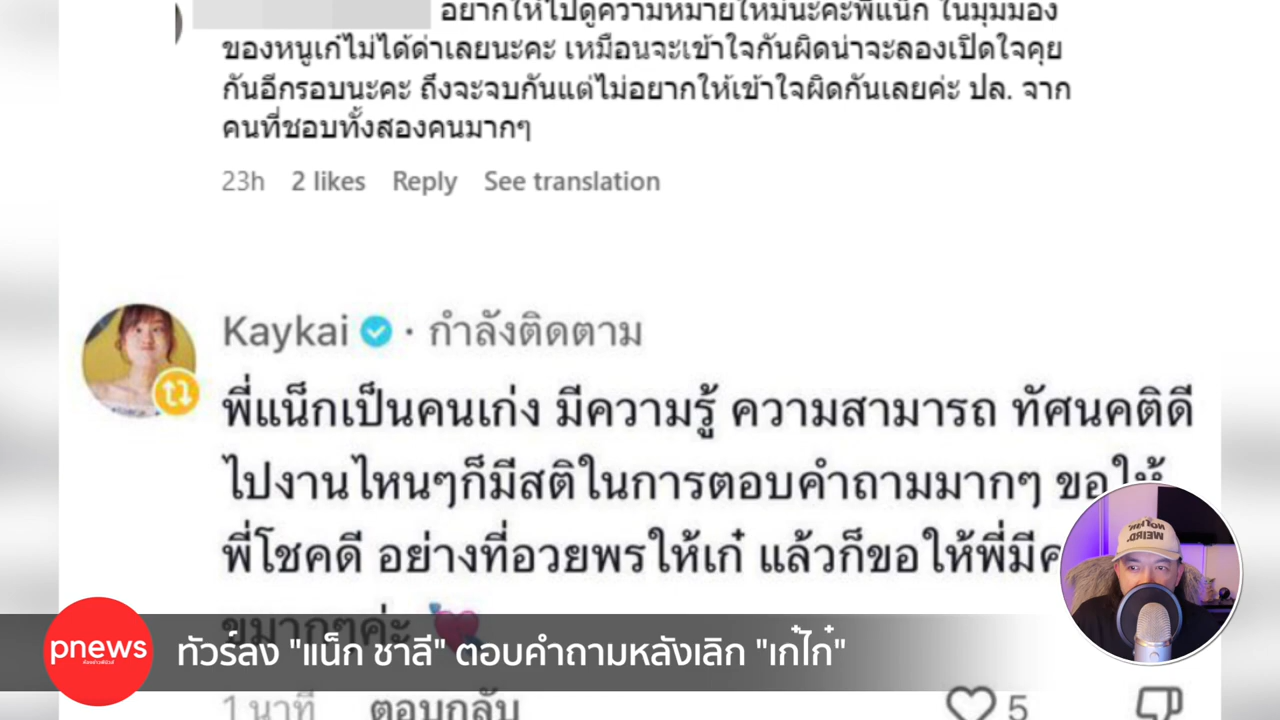 อยากให้ไปดูความหมายใหม่นะคะพี่แน็ก ในมุมมอง
ของหนูเก๋ไม่ได้ด่าเลยนะคะ เหมือนจะเข้าใจกันผิดน่าจะลองเปิดใจคุย
กันอีกรอบนะคะ ถึงจะจบกันแต่ไม่อยากให้เข้าใจผิดกันเลยค่ะ ปล. จาก
คนที่ชอบทั้งสองคนมากๆ
23h 2 likes Reply See translation
Kaykai · กำลังติดตาม
พี่แน็กเป็นคนเก่ง มีความรู้ ความสามารถ ทัศนคติดี
ไปงานไหนๆก็มีสติในการตอบคำถามมากๆ ขอให้
พี่โชคดี อย่างที่อวยพรให้เก๋ แล้วก็ขอให้พี่มีค
ขมากๆค่ะ 💘
pnews
ทัวร์ลง "แน็ก ชาลี" ตอบคำถามหลังเลิก "เก๋ไก๋"
1 นาที ตอบกลับ 5
WEIRD.